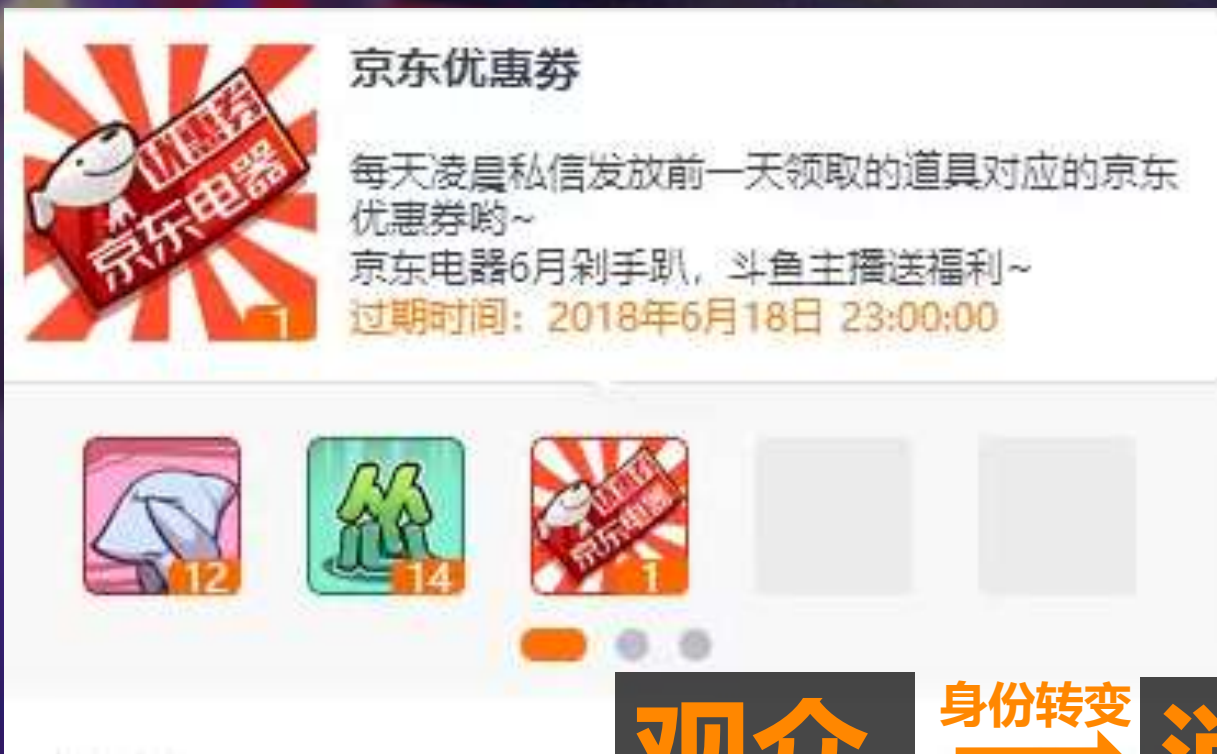 京东优惠劵
优惠券
京东电器
1
每天凌晨私信发放前一天领取的道具对应的京东
优惠券哟~
京东电器6月剁手趴，斗鱼主播送福利~
过期时间：2018年6月18日 23:00:00
12
14
优惠券
京东电器
1
身份转变
观众